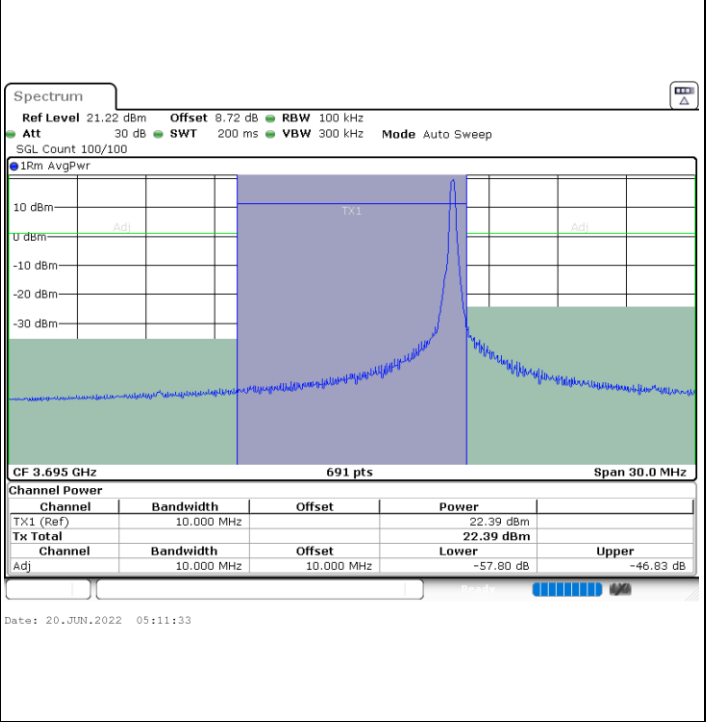 Spectrum
Ref Level 21.22 dBm Offset 8.72 dB RBW 100 kHz
Att 30 dB SWT 200 ms VBW 300 kHz Mode Auto Sweep
SGL Count 100/100
1Rm AvgPwr
10 dBm
TX1
Adj Adj
0 dBm
-10 dBm
-20 dBm
-30 dBm
CF 3.695 GHz 691 pts Span 30.0 MHz
Channel Power
Channel Bandwidth Offset Power
TX1 (Ref) 10.000 MHz 22.39 dBm
Tx Total 22.39 dBm
Channel Bandwidth Offset Lower Upper
Adj 10.000 MHz 10.000 MHz -57.80 dB -46.83 dB
Ready
Date: 20.JUN.2022 05:11:33